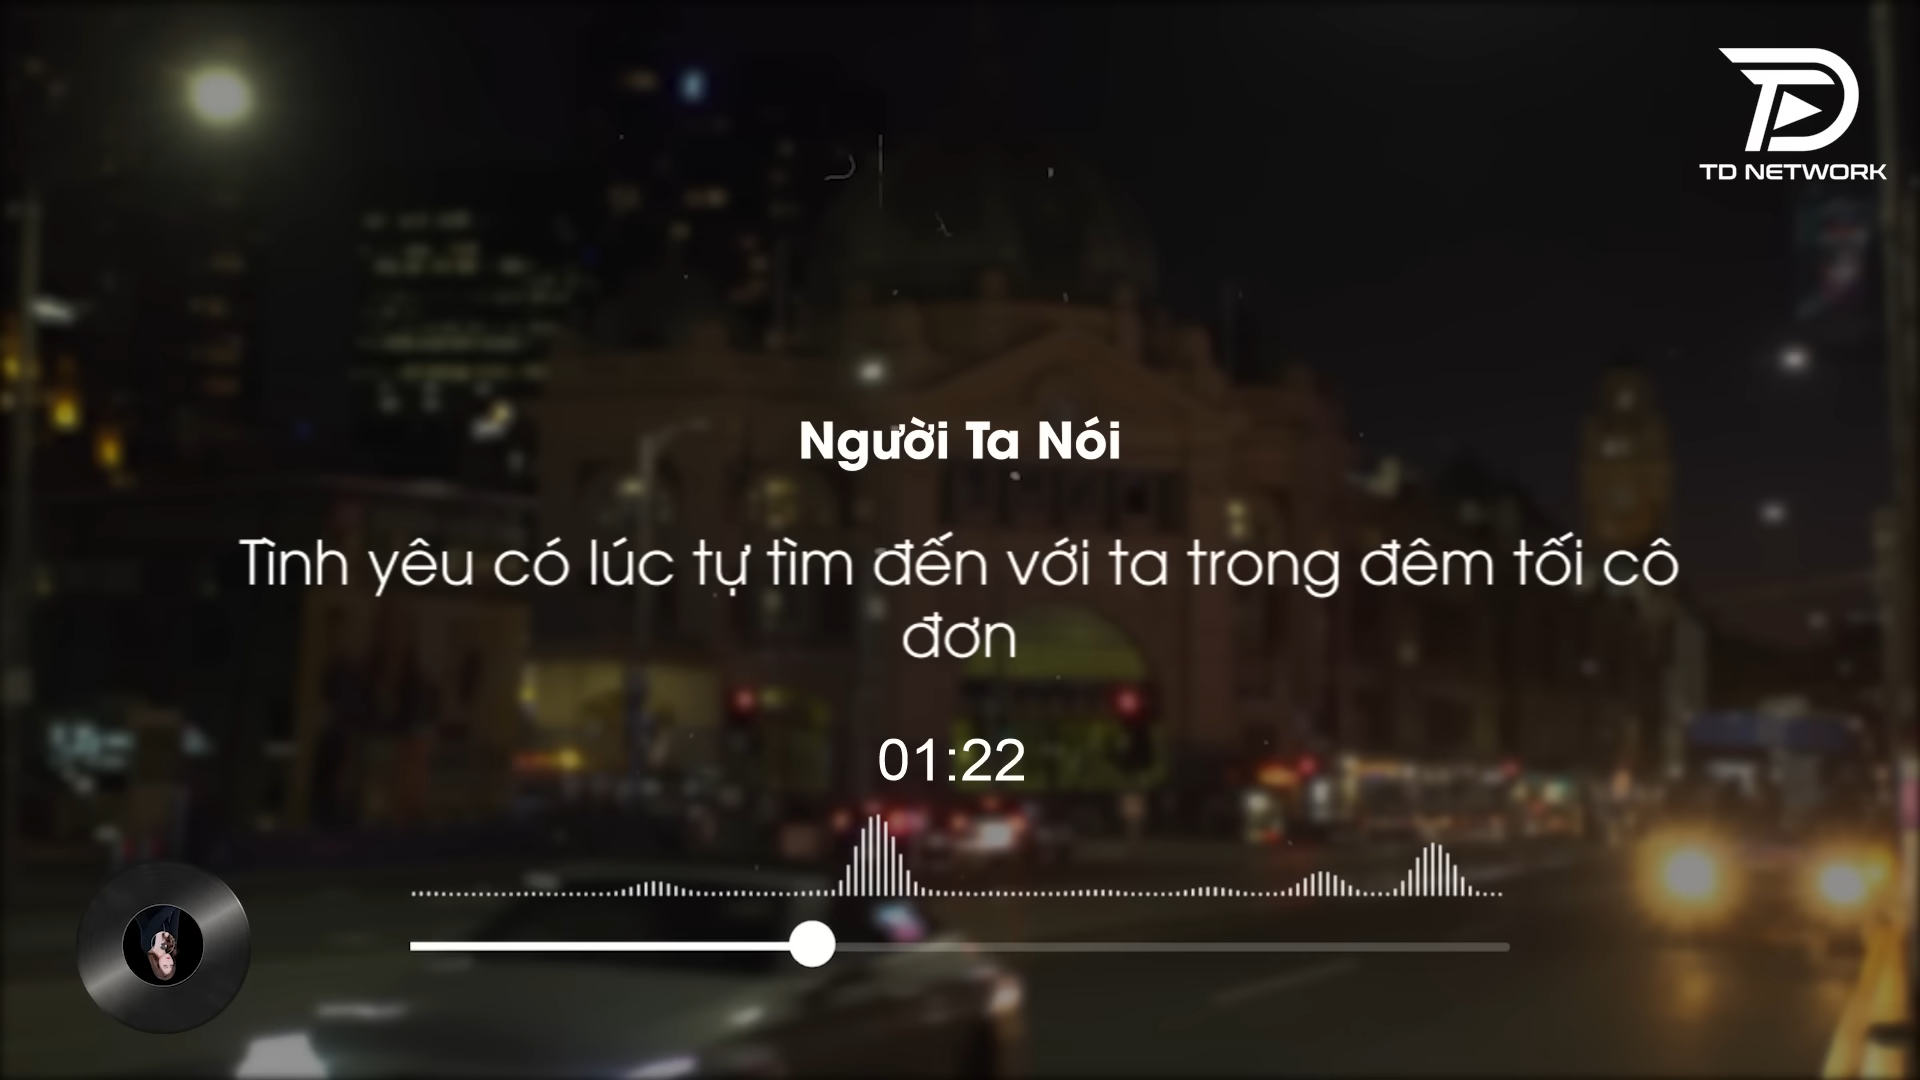 TD NETWORK
Người Ta Nói
Tình yêu có lúc tự tìm đến với ta trong đêm tối cô
đơn
01:22